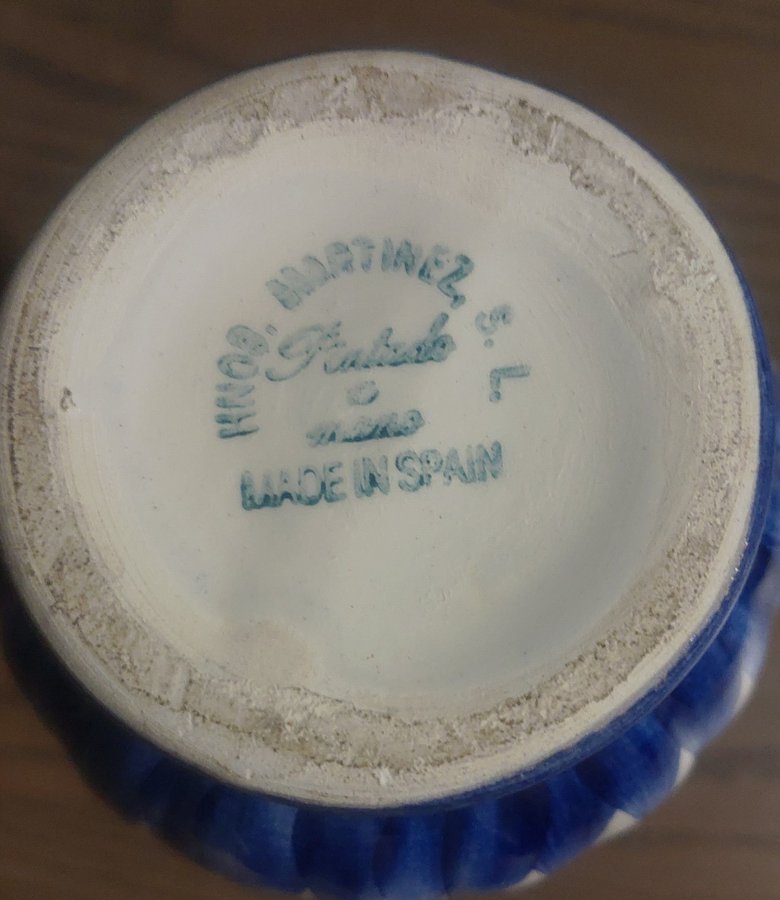 HNOS. MARTINEZ, S. L.
Pintado
a
mano
MADE IN SPAIN